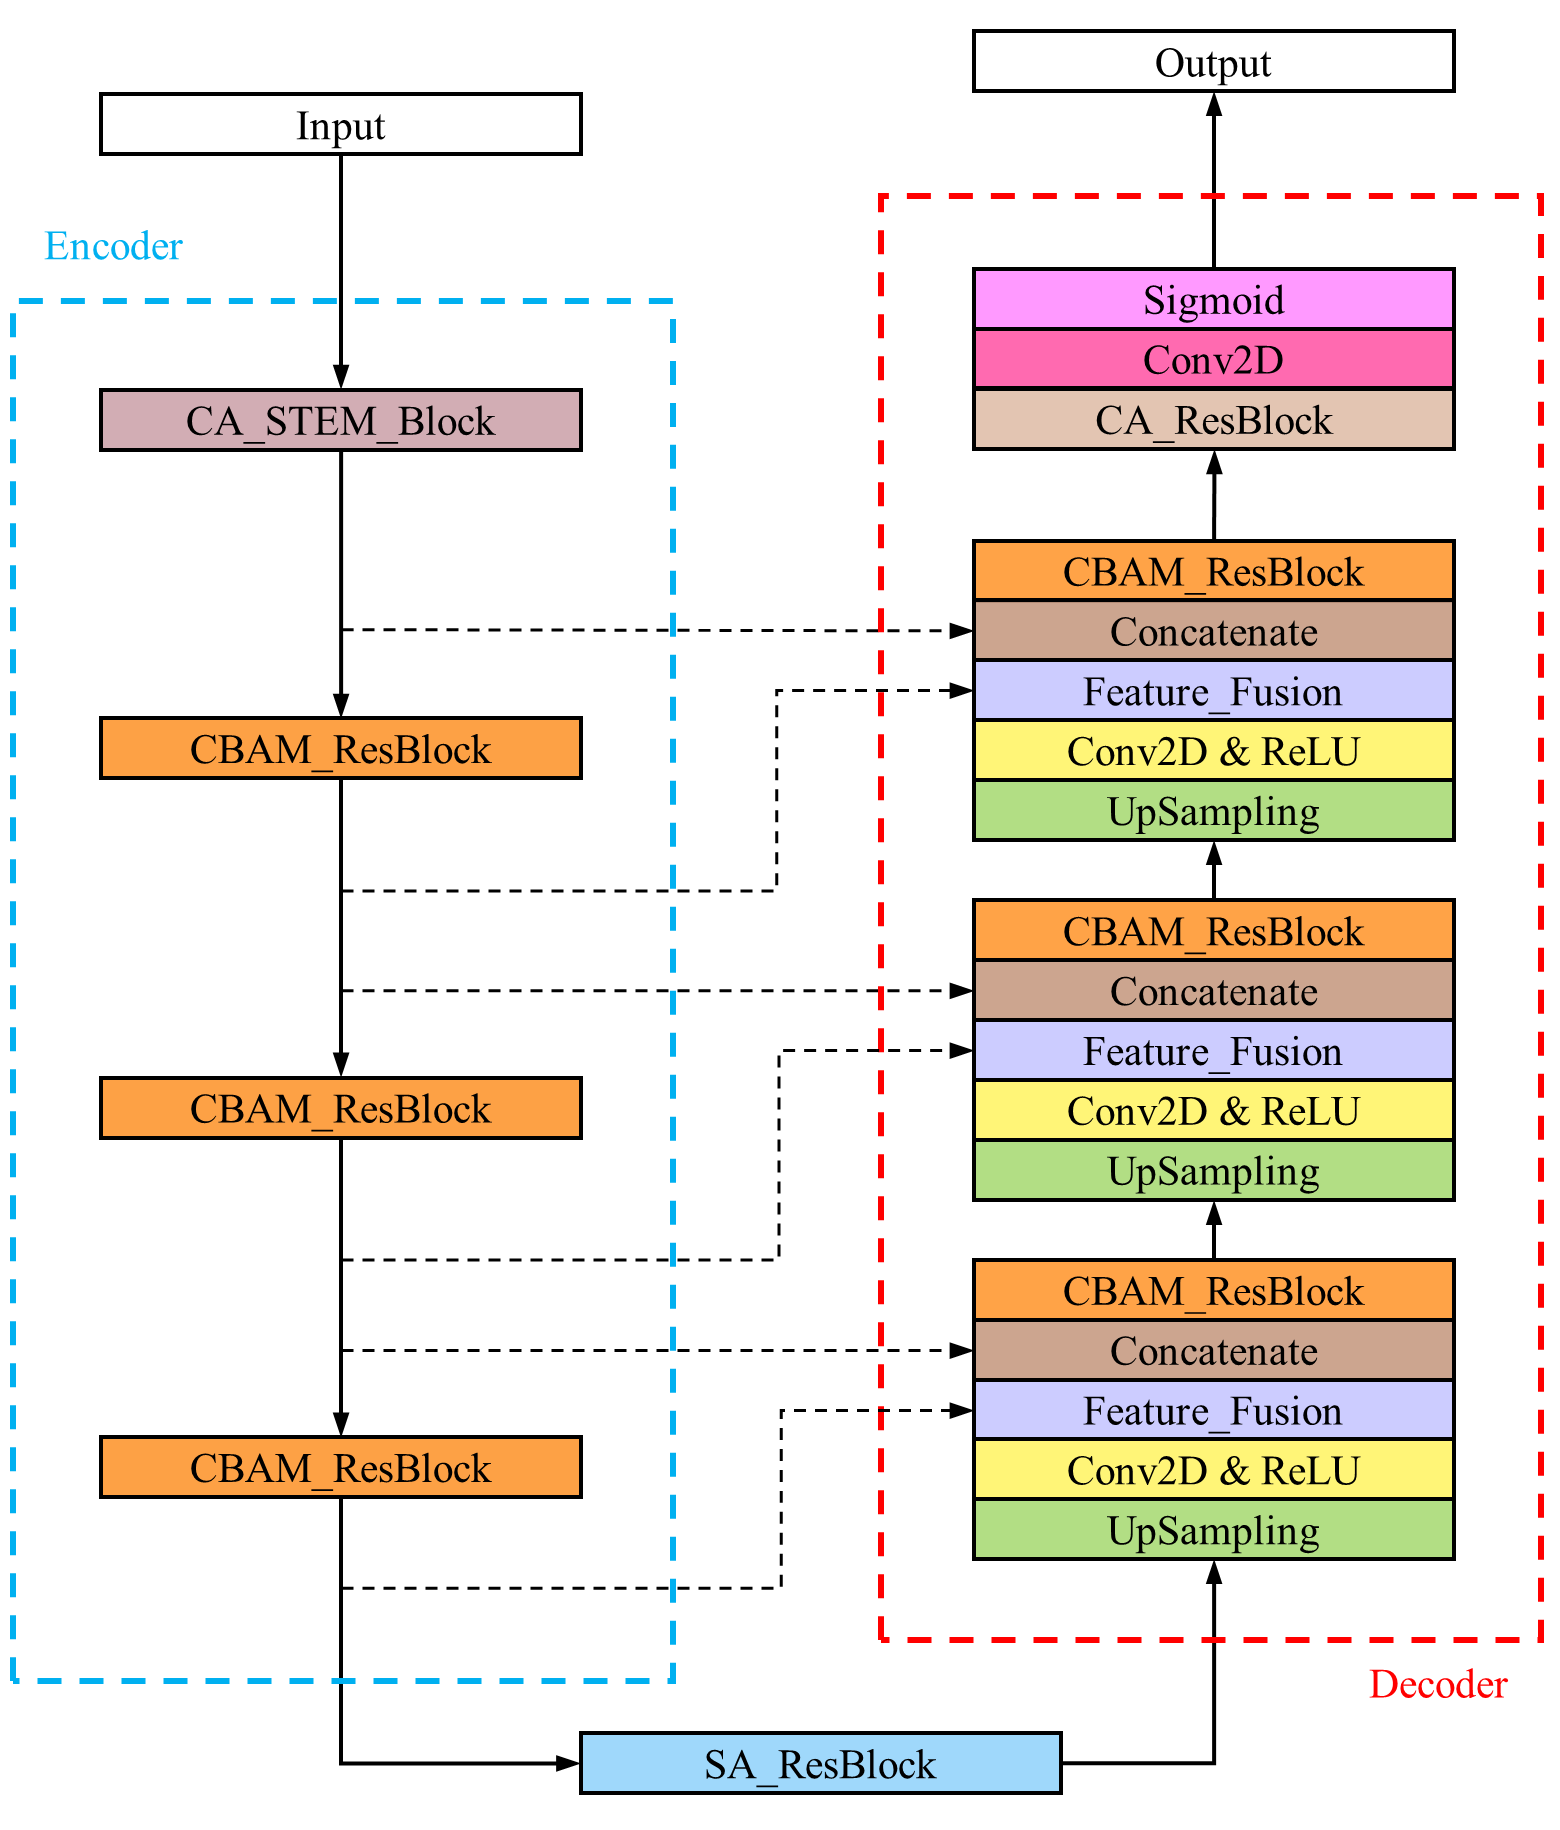 Input
Encoder
CA_STEM_Block
CBAM_ResBlock
CBAM_ResBlock
CBAM_ResBlock
SA_ResBlock
Output
Sigmoid
Conv2D
CA_ResBlock
CBAM_ResBlock
Concatenate
Feature_Fusion
Conv2D & ReLU
UpSampling
CBAM_ResBlock
Concatenate
Feature_Fusion
Conv2D & ReLU
UpSampling
CBAM_ResBlock
Concatenate
Feature_Fusion
Conv2D & ReLU
UpSampling
Decoder